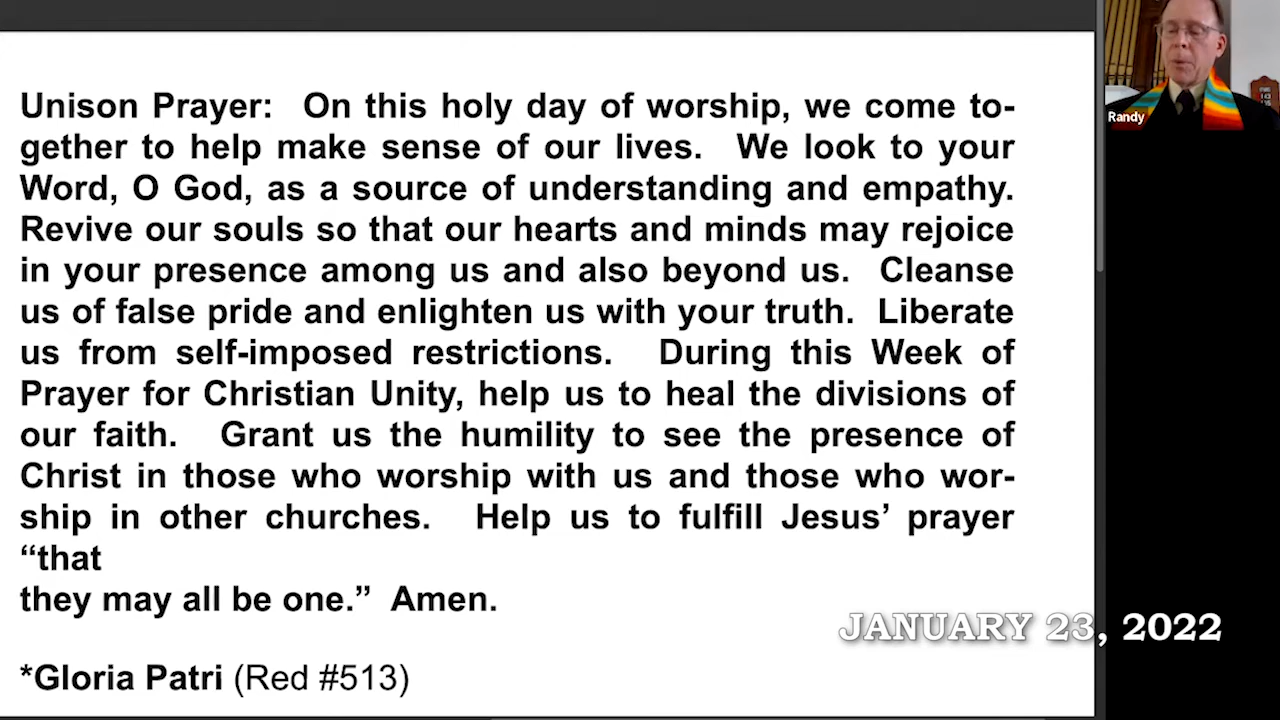 Unison Prayer: On this holy day of worship, we come to-
gether to help make sense of our lives. We look to your
Word, O God, as a source of understanding and empathy.
Revive our souls so that our hearts and minds may rejoice
in your presence among us and also beyond us. Cleanse
us of false pride and enlighten us with your truth. Liberate
us from self-imposed restrictions. During this Week of
Prayer for Christian Unity, help us to heal the divisions of
our faith. Grant us the humility to see the presence of
Christ in those who worship with us and those who wor-
ship in other churches. Help us to fulfill Jesus’ prayer
“that
they may all be one.” Amen.
*Gloria Patri (Red #513)
Randy
JANUARY 23, 2022